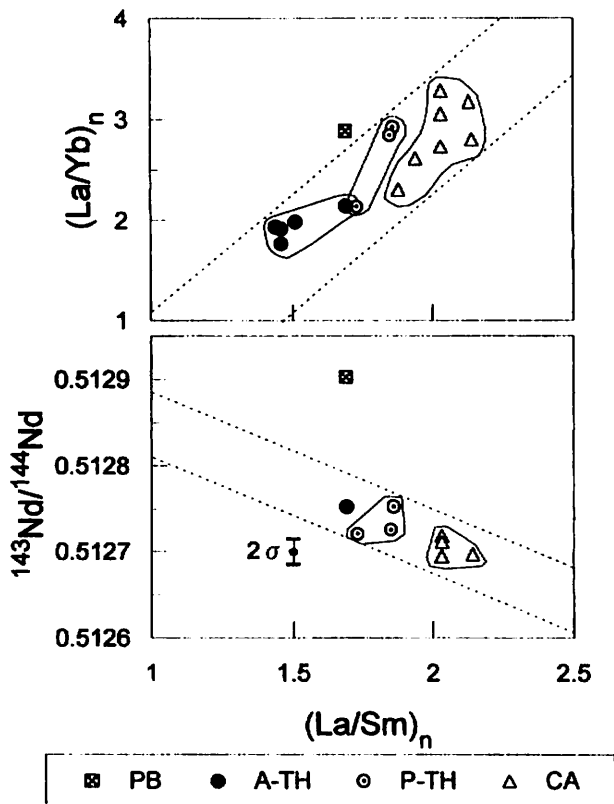 4
3
2
1
(La/Yb)n
0.5129
0.5128
0.5127
0.5126
143Nd/144Nd
2 σ
1 1.5 2 2.5
(La/Sm)n
PB A-TH P-TH CA